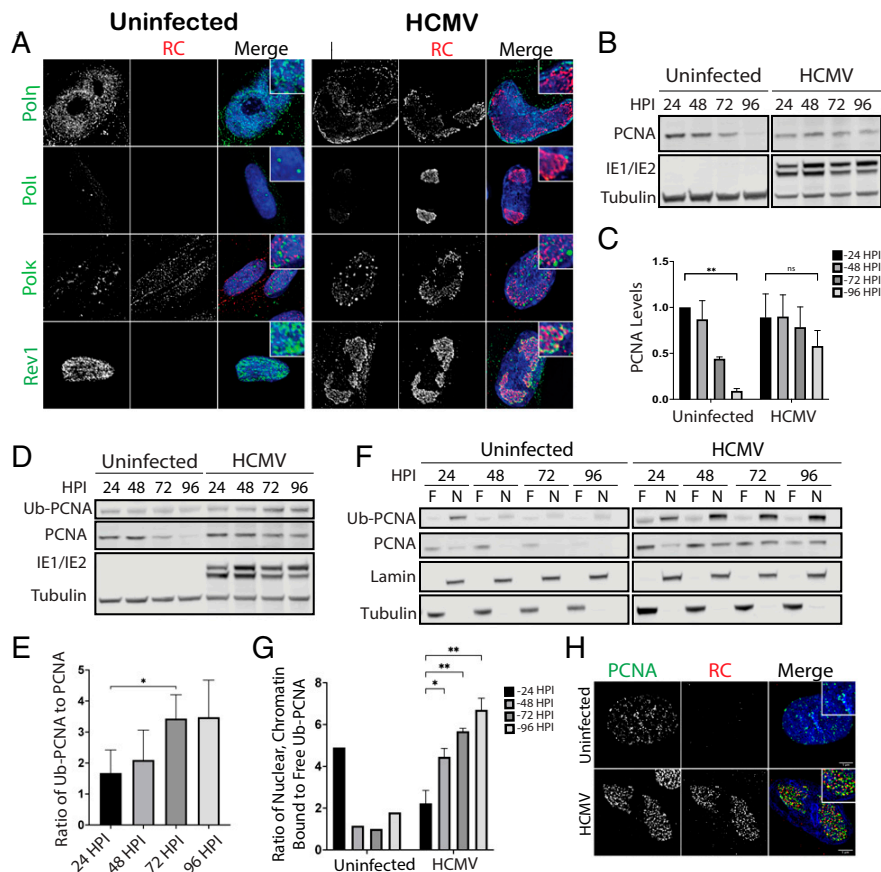 Uninfected HCMV
A
RC Merge RC Merge
Polη
Polι
Polκ
Rev1
B
Uninfected HCMV
HPI 24 48 72 96 24 48 72 96
PCNA
IE1/IE2
Tubulin
C
-24 HPI
-48 HPI
-72 HPI
-96 HPI
** ns
PCNA Levels
1.5
1.0
0.5
0.0
Uninfected HCMV
D
Uninfected HCMV
HPI 24 48 72 96 24 48 72 96
Ub-PCNA
PCNA
IE1/IE2
Tubulin
F
Uninfected HCMV
HPI 24 48 72 96 24 48 72 96
F N F N F N F N F N F N F N F N
Ub-PCNA
PCNA
Lamin
Tubulin
E
Ratio of Ub-PCNA to PCNA
5
4
3
2
1
0
*
24 HPI 48 HPI 72 HPI 96 HPI
G
Ratio of Nuclear, Chromatin
Bound to Free Ub-PCNA
8
6
4
2
0
**
**
*
-24 HPI
-48 HPI
-72 HPI
-96 HPI
Uninfected HCMV
H
PCNA RC Merge
Uninfected
HCMV